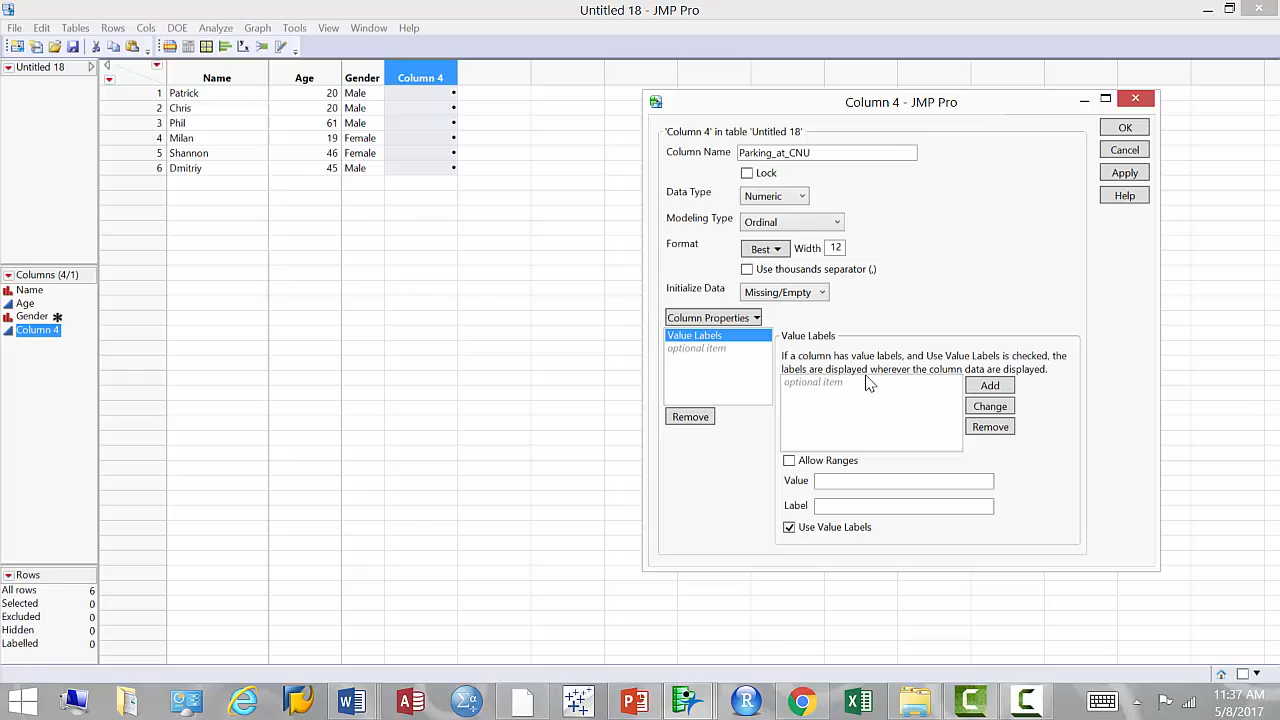 Untitled 18 - JMP Pro
File Edit Tables Rows Cols DOE Analyze Graph Tools View Window Help
Untitled 18
Name Age Gender Column 4
1 Patrick 20 Male •
2 Chris 20 Male •
3 Phil 61 Male •
4 Milan 19 Female •
5 Shannon 46 Female •
6 Dmitriy 45 Male •
Columns (4/1)
Name
Age
Gender *
Column 4
Rows
All rows 6
Selected 0
Excluded 0
Hidden 0
Labelled 0
Column 4 - JMP Pro
'Column 4' in table 'Untitled 18'
Column Name Parking_at_CNU
Lock
Data Type Numeric
Modeling Type Ordinal
Format Best Width 12
Use thousands separator (,)
Initialize Data Missing/Empty
Column Properties
Value Labels
optional item
Remove
Value Labels
If a column has value labels, and Use Value Labels is checked, the
labels are displayed wherever the column data are displayed.
optional item
Add
Change
Remove
Allow Ranges
Value
Label
Use Value Labels
OK
Cancel
Apply
Help
11:37 AM
5/8/2017